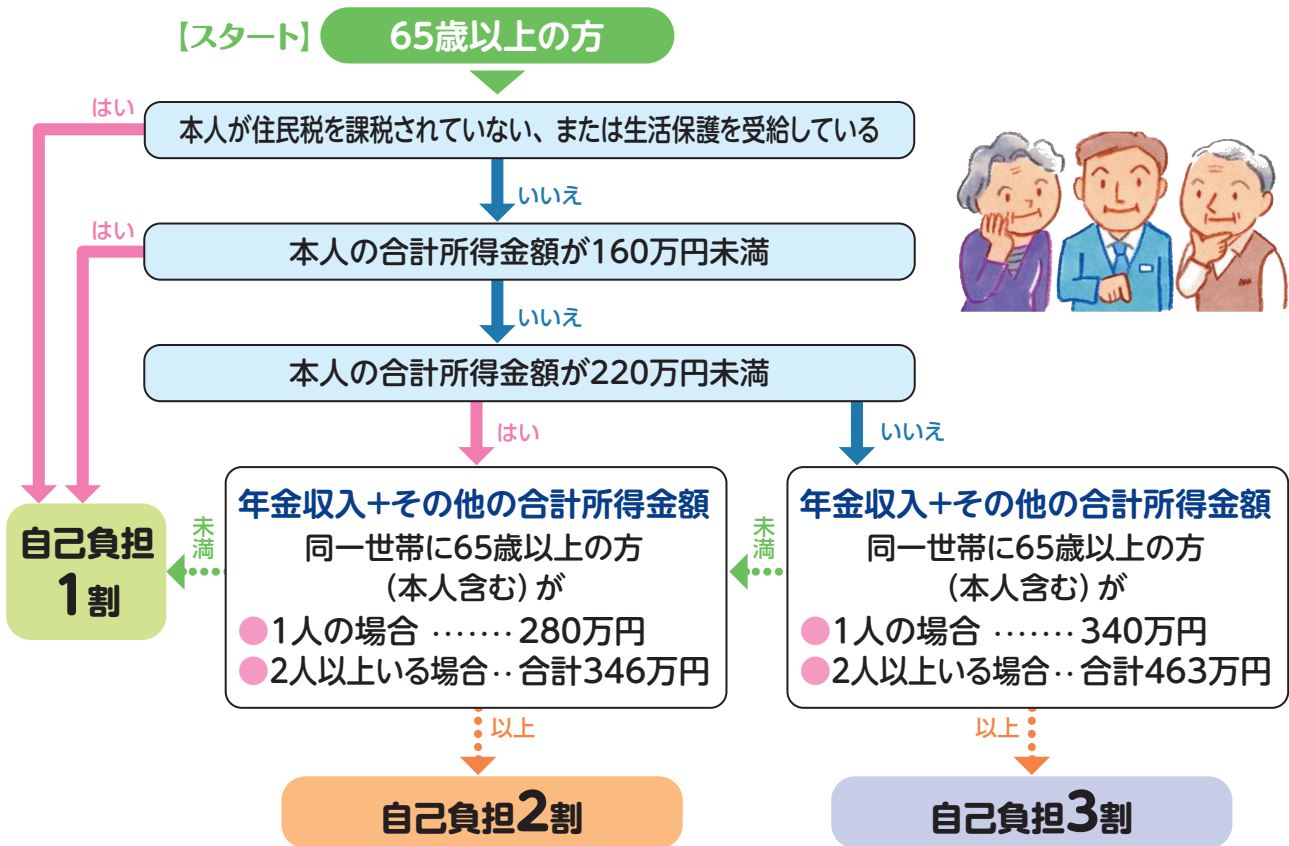 【スタート】 65歳以上の方
はい
本人が住民税を課税されていない、または生活保護を受給している
いいえ
はい
本人の合計所得金額が160万円未満
いいえ
本人の合計所得金額が220万円未満
はい
いいえ
自己負担
1割
未満
年金収入+その他の合計所得金額
同一世帯に65歳以上の方
(本人含む)が
●1人の場合 ‥‥‥‥ 280万円
●2人以上いる場合‥合計346万円
未満
年金収入+その他の合計所得金額
同一世帯に65歳以上の方
(本人含む)が
●1人の場合 ‥‥‥‥ 340万円
●2人以上いる場合‥合計463万円
以上
以上
自己負担2割
自己負担3割